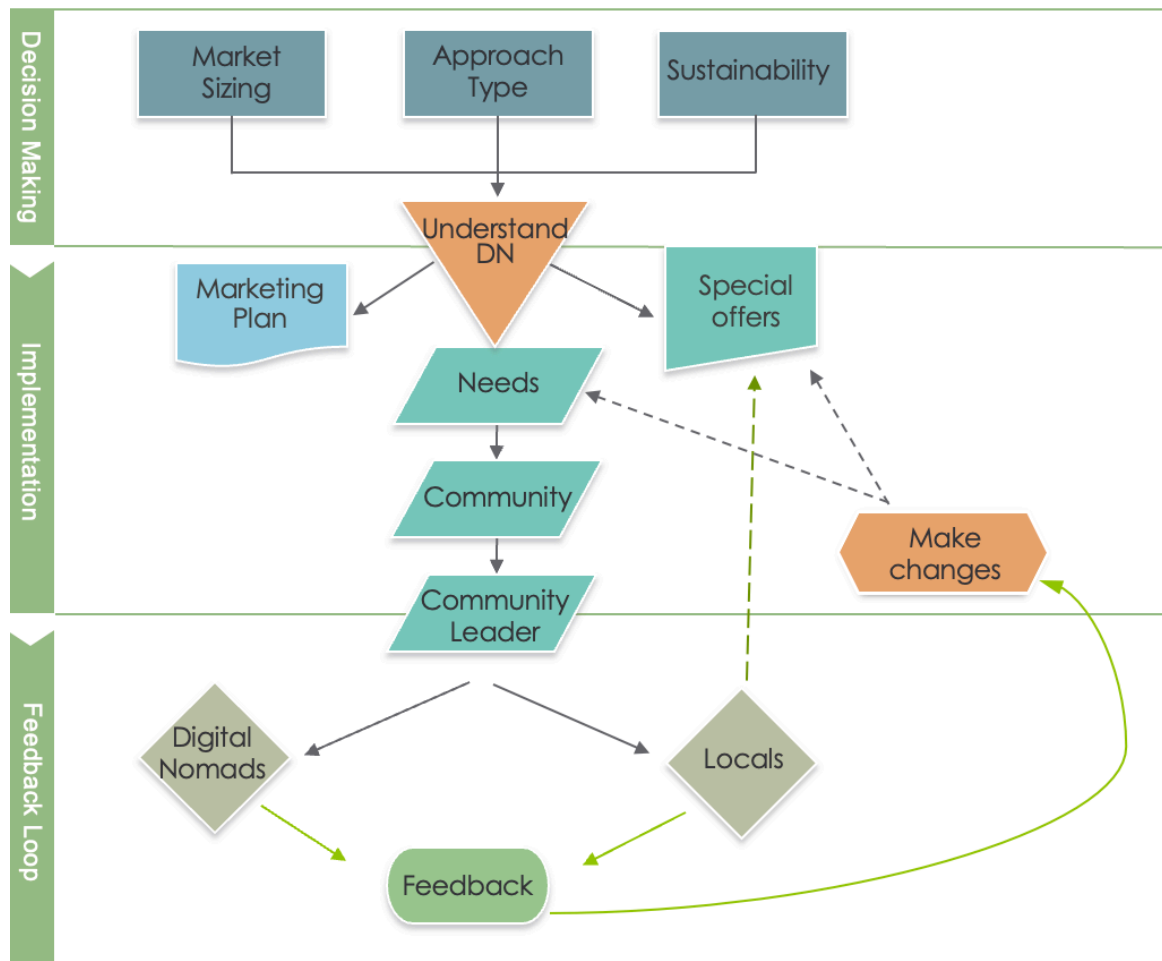 Decision Making
Market
Sizing
Approach
Type
Sustainability
Understand
DN
Implementation
Marketing
Plan
Special
offers
Needs
Community
Make
changes
Community
Leader
Feedback Loop
Digital
Nomads
Locals
Feedback